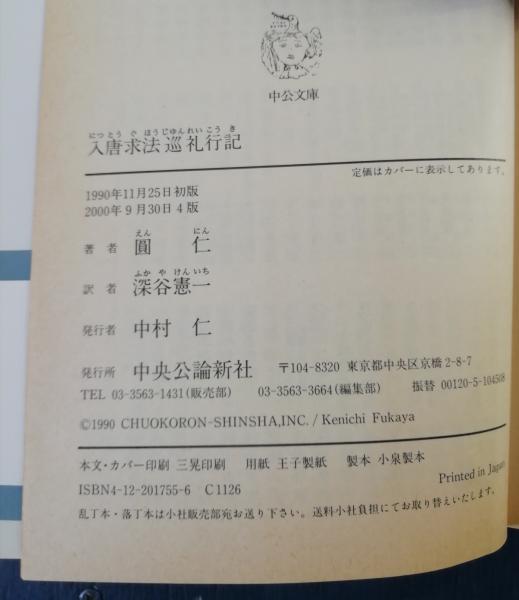 中公文庫
にっとうぐほうじゅんれいこうき
入唐求法巡礼行記
定価はカバーに表示してあります。
1990年11月25日初版
2000年9月30日4版
えん にん
著者 圓仁
ふかやけんいち
訳者 深谷憲一
発行者 中村仁
発行所 中央公論新社 〒104-8320 東京都中央区京橋2-8-7
TEL 03-3563-1431(販売部) 03-3563-3664(編集部) 振替 00120-5-104508
©1990 CHUOKORON-SHINSHA,INC. / Kenichi Fukaya
本文・カバー印刷 三晃印刷 用紙 王子製紙 製本 小泉製本
Printed in Japan
ISBN4-12-201755-6 C1126
乱丁本・落丁本は小社販売部宛お送り下さい。送料小社負担にてお取り替えいたします。